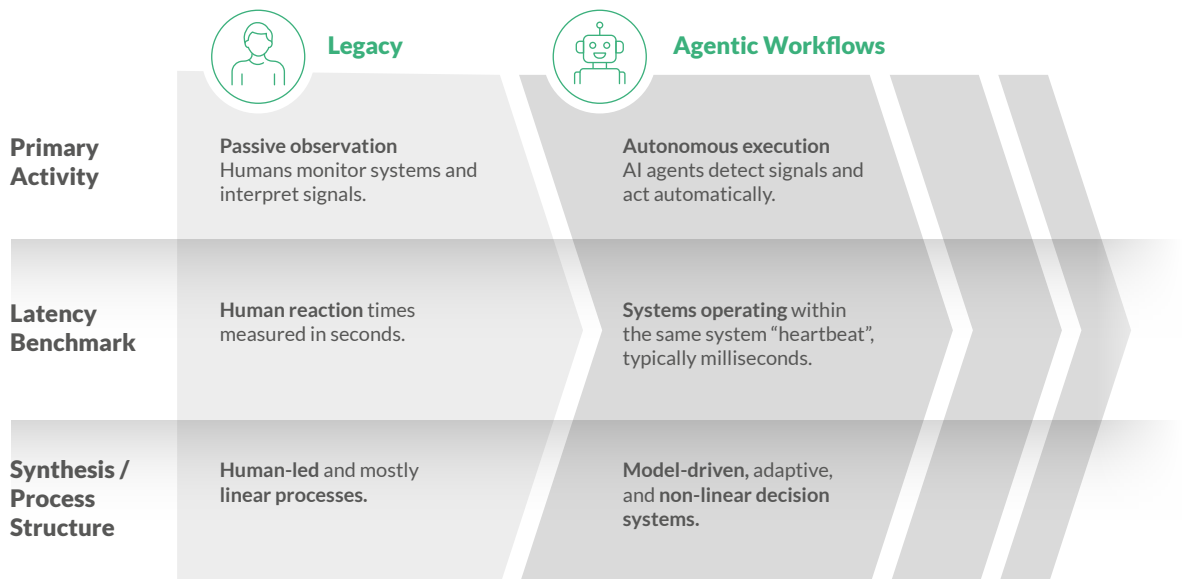 Legacy
Agentic Workflows
Primary
Activity
Passive observation
Humans monitor systems and
interpret signals.
Autonomous execution
AI agents detect signals and
act automatically.
Latency
Benchmark
Human reaction times
measured in seconds.
Systems operating within
the same system “heartbeat”,
typically milliseconds.
Synthesis /
Process
Structure
Human-led and mostly
linear processes.
Model-driven, adaptive,
and non-linear decision
systems.